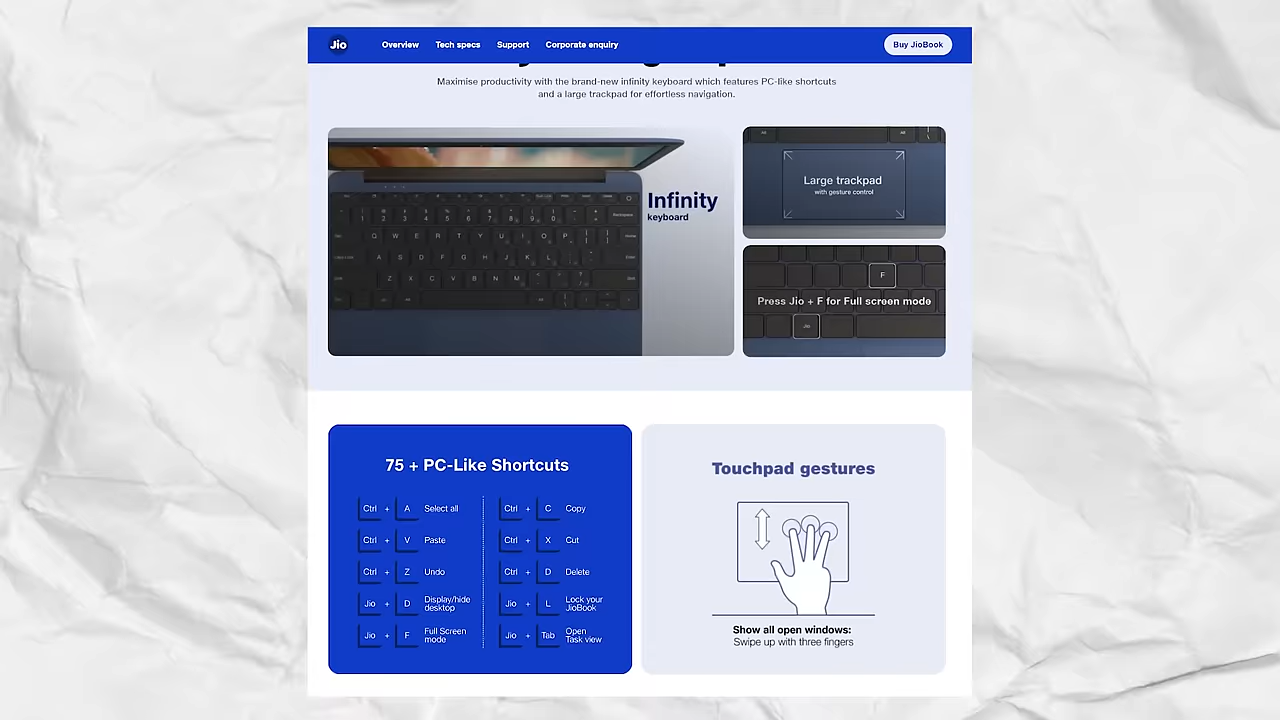 Jio
Overview
Tech specs
Support
Corporate enquiry
Buy JioBook
Maximise productivity with the brand-new infinity keyboard which features PC-like shortcuts
and a large trackpad for effortless navigation.
Infinity
keyboard
Q W E R T Y U I O P
A S D F G H J K L
Z X C V B N M
Large trackpad
with gesture control
F
Press Jio + F for Full screen mode
Jio
75 + PC-Like Shortcuts
Ctrl + A Select all
Ctrl + C Copy
Ctrl + V Paste
Ctrl + X Cut
Ctrl + Z Undo
Ctrl + D Delete
Jio + D Display/hide
desktop
Jio + L Lock your
JioBook
Jio + F Full Screen
mode
Jio + Tab Open
Task view
Touchpad gestures
Show all open windows:
Swipe up with three fingers